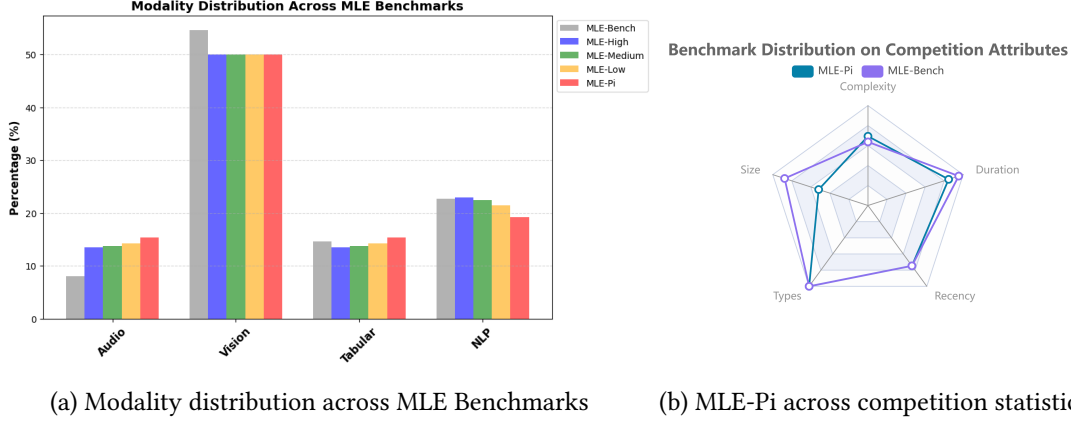 Modality Distribution Across MLE Benchmarks
MLE-Bench
MLE-High
MLE-Medium
MLE-Low
MLE-Pi
Percentage (%)
50
40
30
20
10
0
Audio
Vision
Tabular
NLP
(a) Modality distribution across MLE Benchmarks
Benchmark Distribution on Competition Attributes
MLE-Pi MLE-Bench
Complexity
Size
Duration
Types
Recency
(b) MLE-Pi across competition statistic